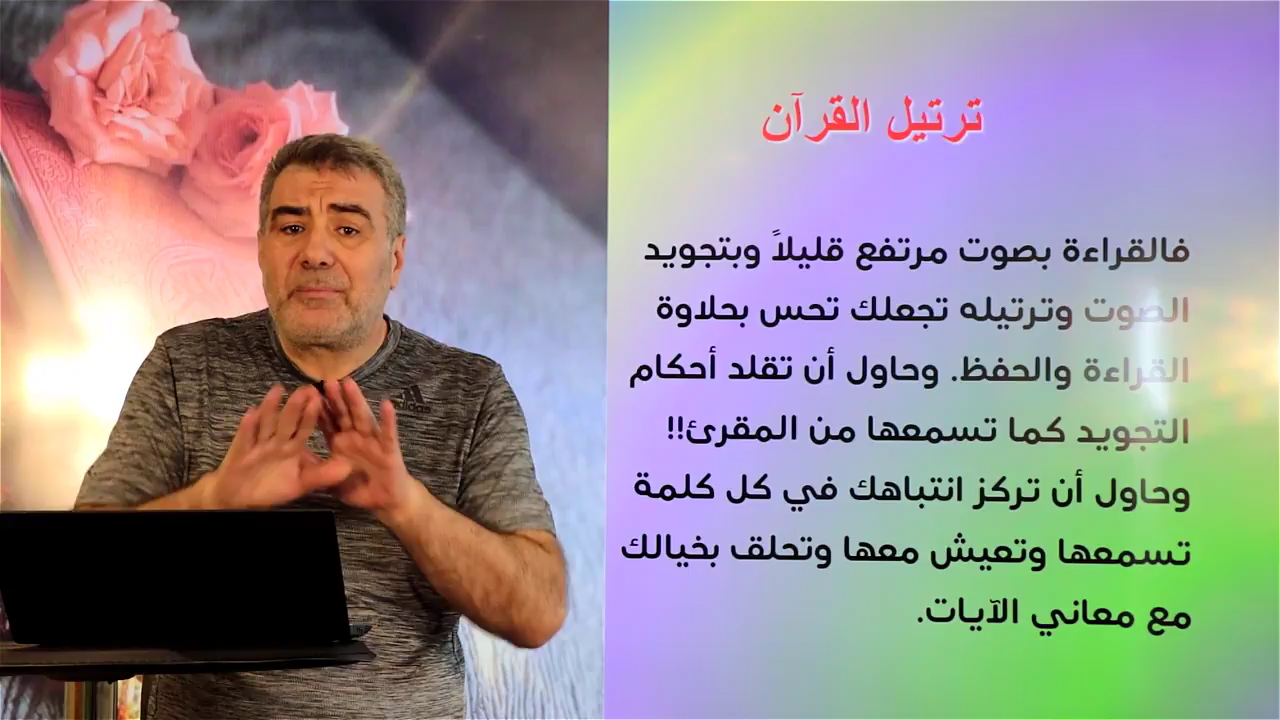 ترتيل القرآن
فالقراءة بصوت مرتفع قليلاً وبتجويد
الصوت وترتيله تجعلك تحس بحلاوة
القراءة والحفظ. وحاول أن تقلد أحكام
التجويد كما تسمعها من المقرئ!!
وحاول أن تركز انتباهك في كل كلمة
تسمعها وتعيش معها وتحلق بخيالك
مع معاني الآيات.
adidas